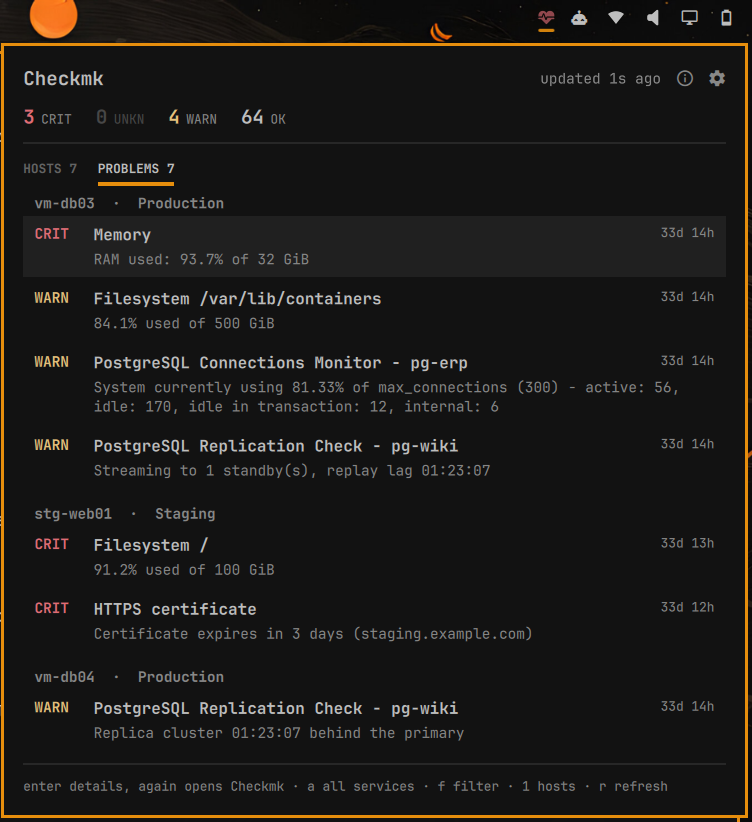 Checkmk updated 1s ago
3 CRIT 0 UNKN 4 WARN 64 OK
HOSTS 7 PROBLEMS 7
vm-db03 · Production
CRIT Memory 33d 14h
RAM used: 93.7% of 32 GiB
WARN Filesystem /var/lib/containers 33d 14h
84.1% used of 500 GiB
WARN PostgreSQL Connections Monitor - pg-erp 33d 14h
System currently using 81.33% of max_connections (300) - active: 56,
idle: 170, idle in transaction: 12, internal: 6
WARN PostgreSQL Replication Check - pg-wiki 33d 14h
Streaming to 1 standby(s), replay lag 01:23:07
stg-web01 · Staging
CRIT Filesystem / 33d 13h
91.2% used of 100 GiB
CRIT HTTPS certificate 33d 12h
Certificate expires in 3 days (staging.example.com)
vm-db04 · Production
WARN PostgreSQL Replication Check - pg-wiki 33d 14h
Replica cluster 01:23:07 behind the primary
enter details, again opens Checkmk · a all services · f filter · 1 hosts · r refresh